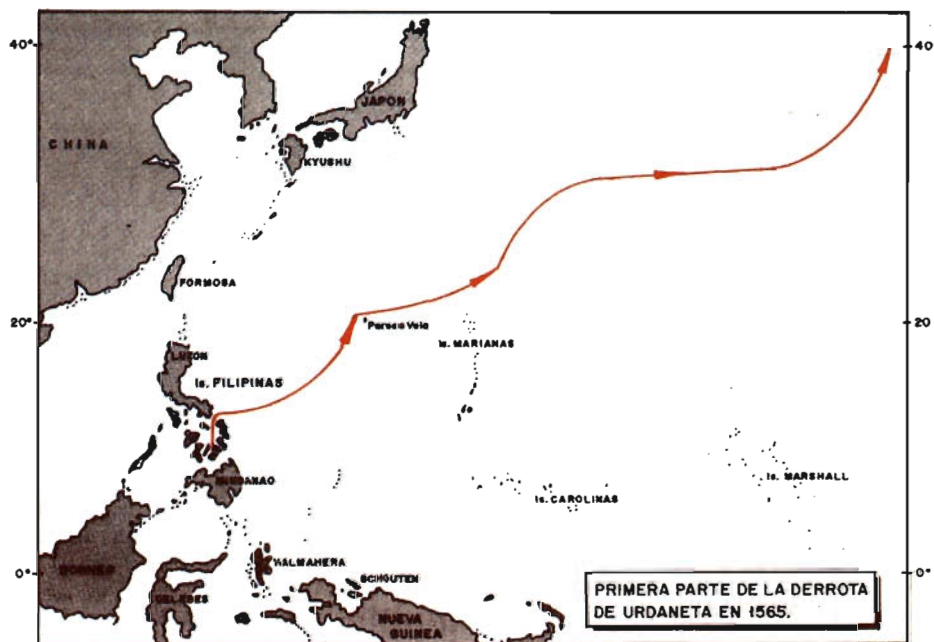 40°
40°
JAPON
CHINA
KYUSHU
FORMOSA
20°
20
Parece Vela
Is. MARIANAS
LUZON
Is. FILIPINAS
MINDANAO
Is. MARSHALL
Is. CAROLINAS
HALMAHERA
0°
0°
BORNEO
SCHOUTEN
CELEBES
PRIMERA PARTE DE LA DERROTA
DE URDANETA EN 1565.
NUEVA
GUINEA